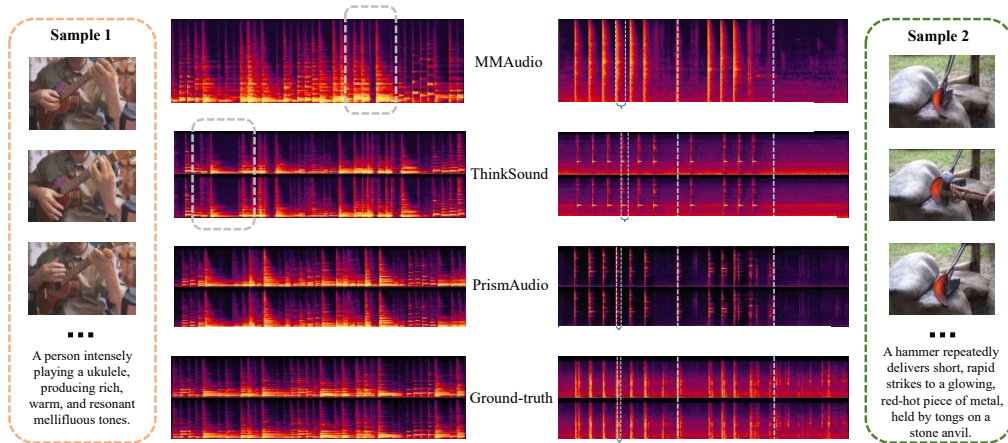 Sample 1
A person intensely
playing a ukulele,
producing rich,
warm, and resonant
mellifluous tones.
MMAudio
ThinkSound
PrismAudio
Ground-truth
Sample 2
A hammer repeatedly
delivers short, rapid
strikes to a glowing,
red-hot piece of metal,
held by tongs on a
stone anvil.